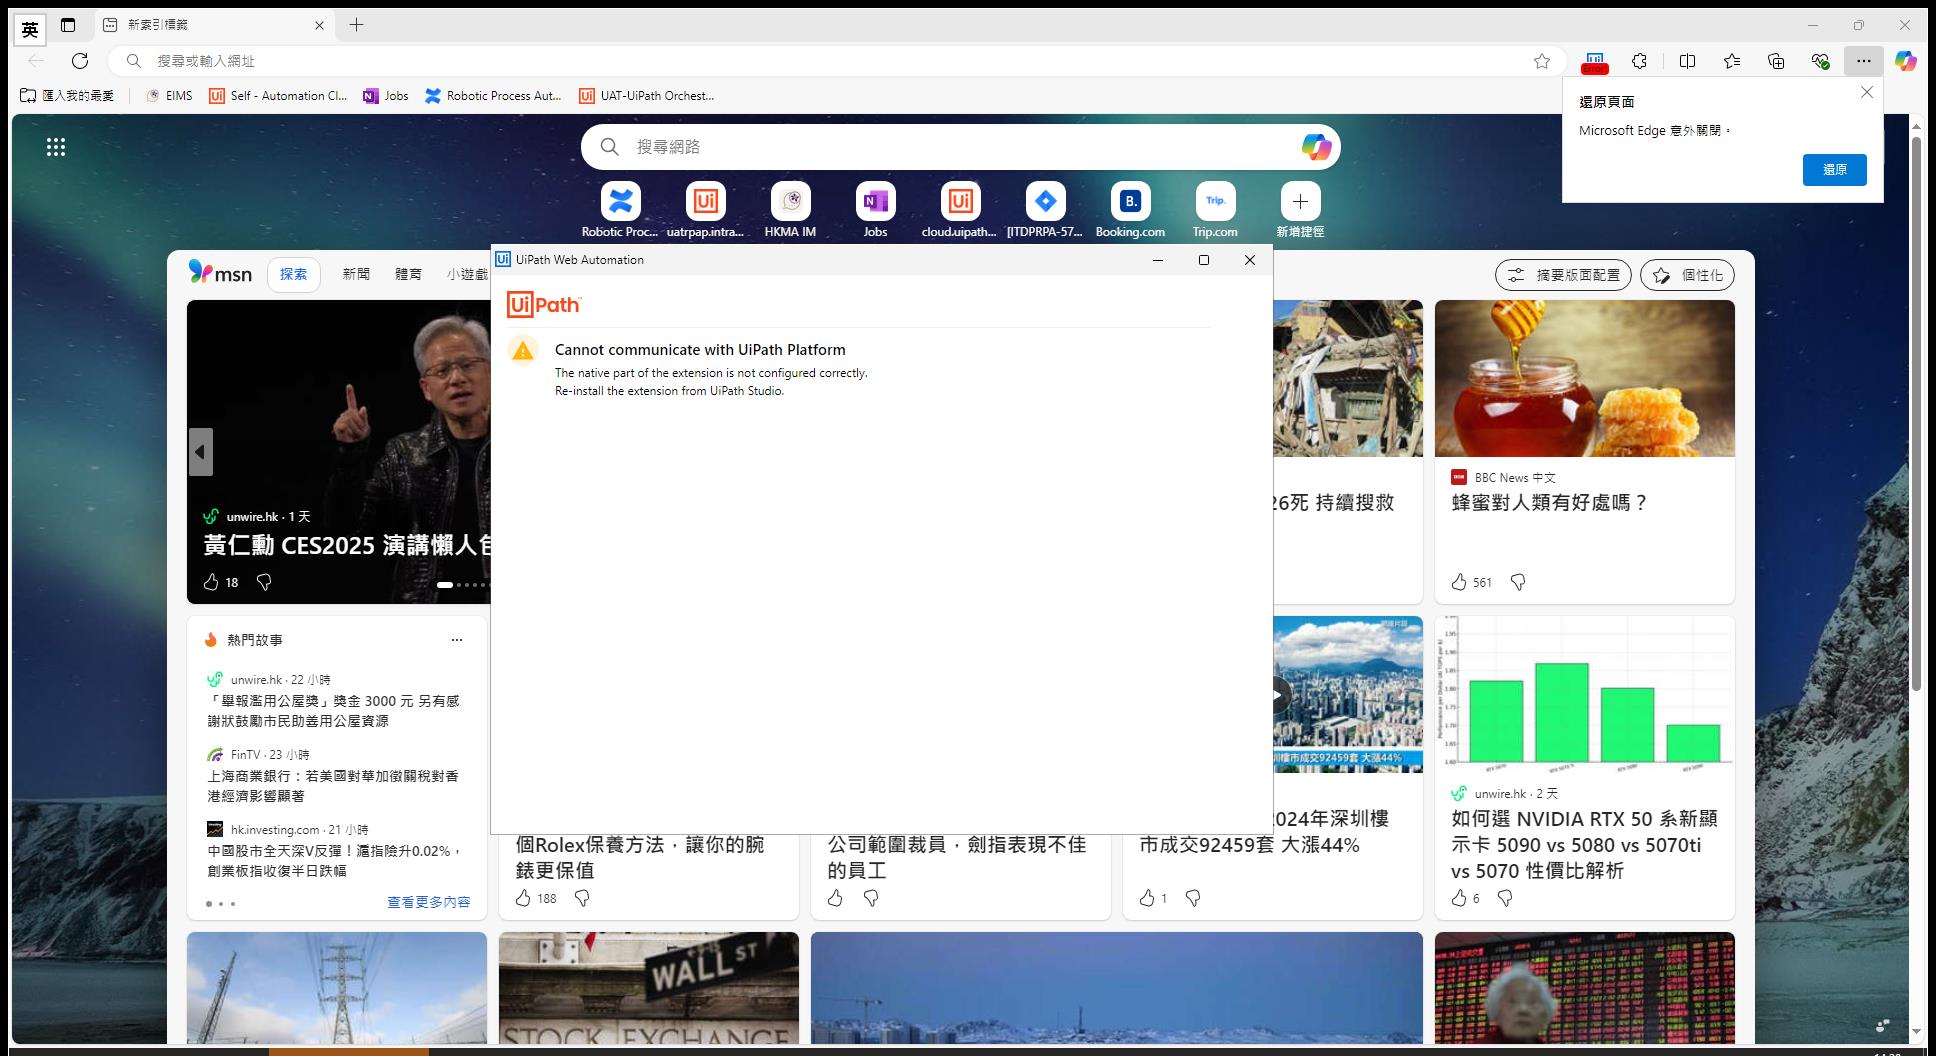 英
新索引標籤
搜尋或輸入網址
Error!
匯入我的最愛
EIMS
Self - Automation Cl...
Jobs
Robotic Process Aut...
UAT-UiPath Orchest...
還原頁面
Microsoft Edge 意外關閉。
還原
搜尋網路
Robotic Proc...
uatrpap.intra...
HKMA IM
Jobs
cloud.uipath...
[ITDPRPA-57...
Booking.com
Trip.com
新增捷徑
msn
探索
新聞
體育
小遊戲
摘要版面配置
個性化
UiPath Web Automation
UiPath
Cannot communicate with UiPath Platform
The native part of the extension is not configured correctly.
Re-install the extension from UiPath Studio.
unwire.hk · 1 天
黃仁勳 CES2025 演講懶人包
18
26死 持續搜救
BBC News 中文
蜂蜜對人類有好處嗎？
561
熱門故事
unwire.hk · 22 小時
「舉報濫用公屋獎」獎金 3000 元 另有感
謝狀鼓勵市民助善用公屋資源
FinTV · 23 小時
上海商業銀行：若美國對華加徵關稅對香
港經濟影響顯著
hk.investing.com · 21 小時
中國股市全天深V反彈！滬指險升0.02%，
創業板指收復半日跌幅
查看更多內容
個Rolex保養方法，讓你的腕
錶更保值
188
公司範圍裁員，劍指表現不佳
的員工
樓市成交92459套 大漲44%
2024年深圳樓
市成交92459套 大漲44%
1
unwire.hk · 2 天
如何選 NVIDIA RTX 50 系新顯
示卡 5090 vs 5080 vs 5070ti
vs 5070 性價比解析
6
WALL ST
STOCK EXCHANGE